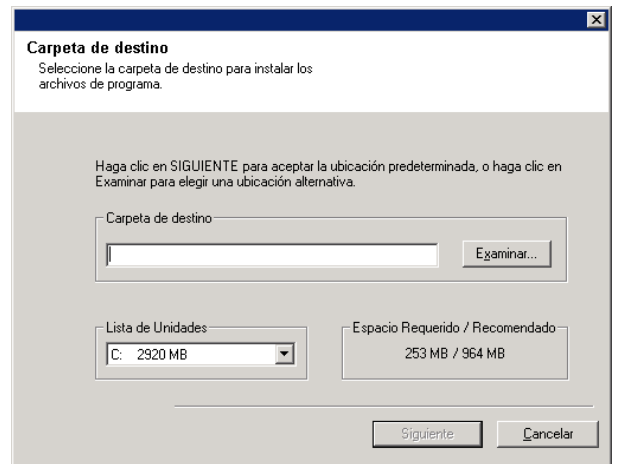 Carpeta de destino
Seleccione la carpeta de destino para instalar los
archivos de programa.
Haga clic en SIGUIENTE para aceptar la ubicación predeterminada, o haga clic en
Examinar para elegir una ubicación alternativa.
Carpeta de destino
Examinar...
Lista de Unidades
C: 2920 MB
Espacio Requerido / Recomendado
253 MB / 964 MB
Siguiente
Cancelar